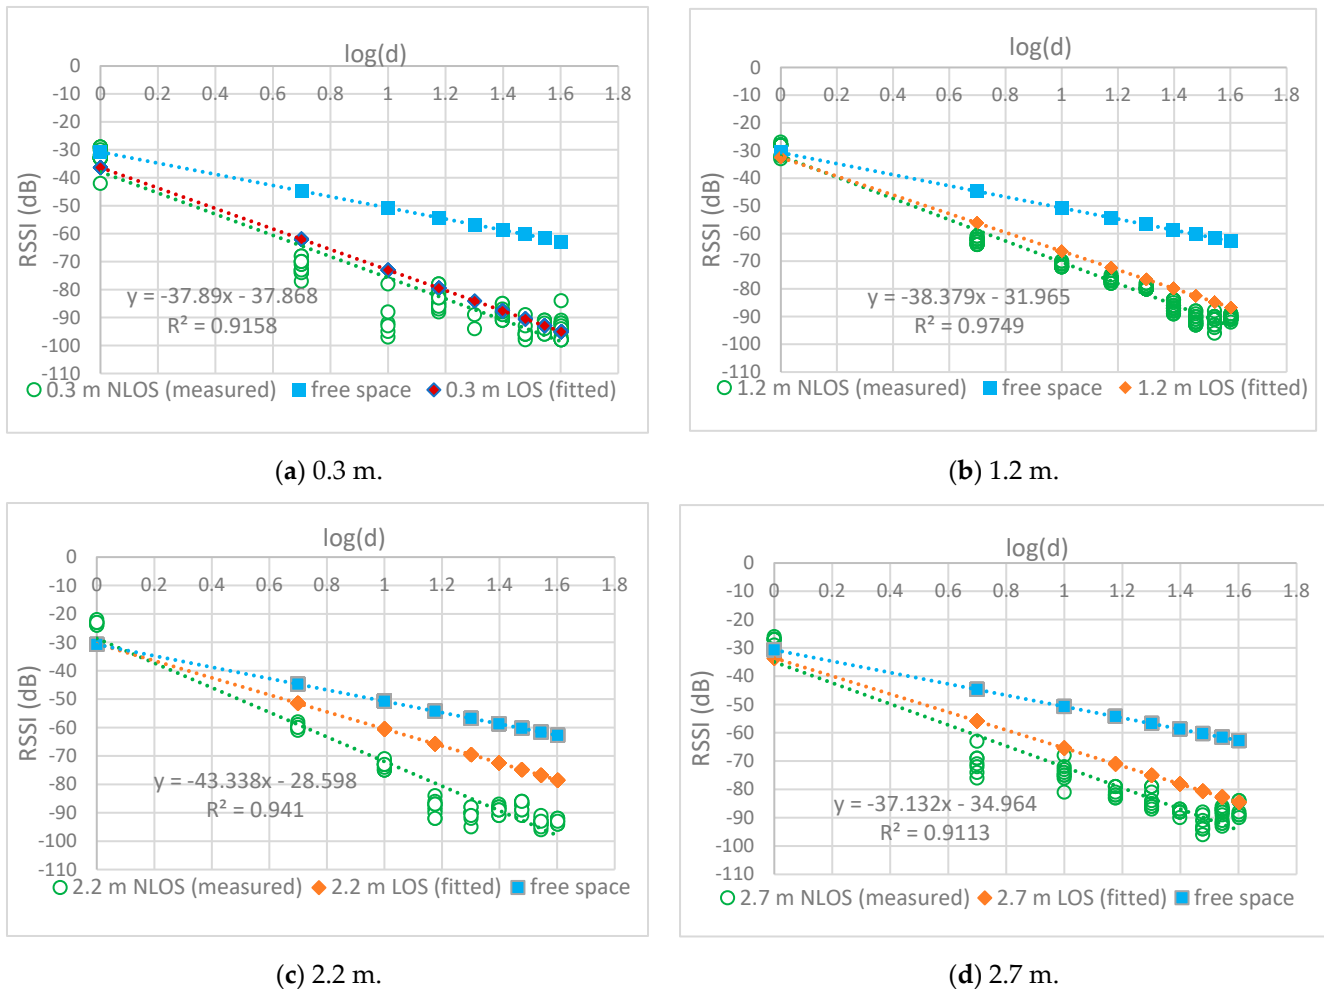 log(d)
0
0 0.2 0.4 0.6 0.8 1 1.2 1.4 1.6 1.8
-10
-20
-30
-40
-50
-60
-70
-80
-90
-100
-110
RSSI (dB)
y = -37.89x - 37.868
R² = 0.9158
0.3 m NLOS (measured) free space 0.3 m LOS (fitted)
(a) 0.3 m.
log(d)
0
0 0.2 0.4 0.6 0.8 1 1.2 1.4 1.6 1.8
-10
-20
-30
-40
-50
-60
-70
-80
-90
-100
-110
RSSI (dB)
y = -38.379x - 31.965
R² = 0.9749
1.2 m NLOS (measured) free space 1.2 m LOS (fitted)
(b) 1.2 m.
log(d)
0
0 0.2 0.4 0.6 0.8 1 1.2 1.4 1.6 1.8
-10
-20
-30
-40
-50
-60
-70
-80
-90
-100
-110
RSSI (dB)
y = -43.338x - 28.598
R² = 0.941
2.2 m NLOS (measured) 2.2 m LOS (fitted) free space
(c) 2.2 m.
log(d)
0
0 0.2 0.4 0.6 0.8 1 1.2 1.4 1.6 1.8
-10
-20
-30
-40
-50
-60
-70
-80
-90
-100
-110
RSSI (dB)
y = -37.132x - 34.964
R² = 0.9113
2.7 m NLOS (measured) 2.7 m LOS (fitted) free space
(d) 2.7 m.